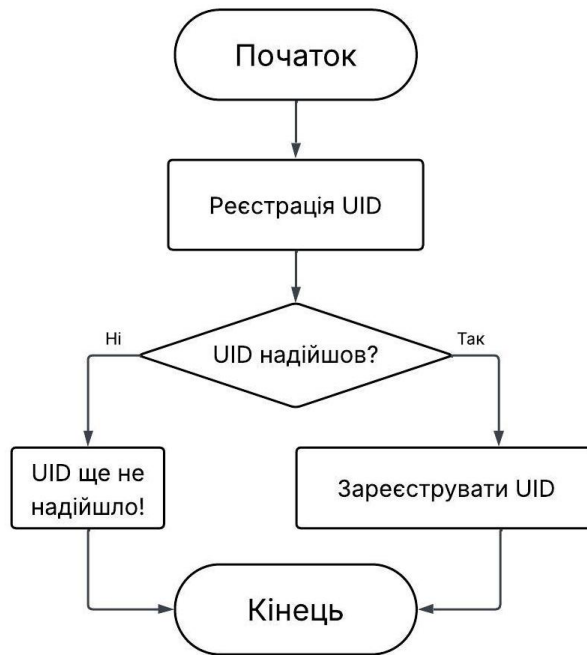 Початок
Реєстрація UID
UID надійшов?
Ні
Так
UID ще не
надійшло!
Зареєструвати UID
Кінець